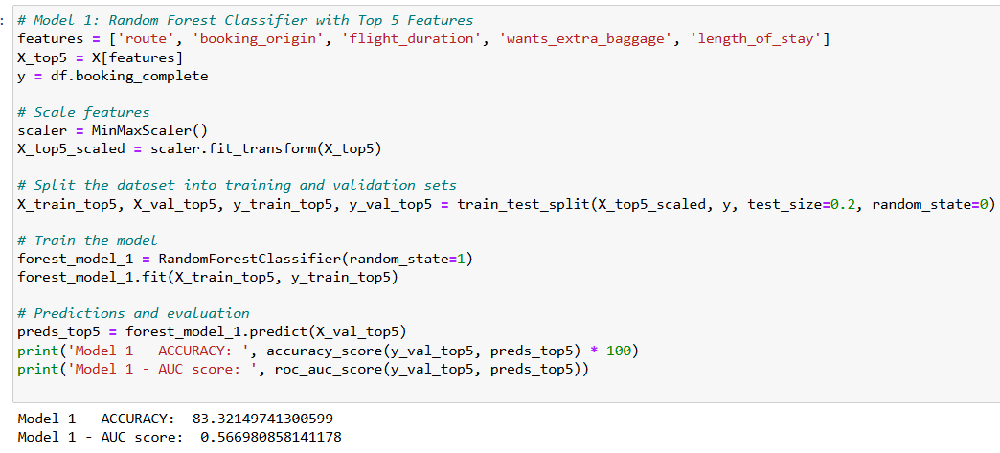 :
# Model 1: Random Forest Classifier with Top 5 Features
features = ['route', 'booking_origin', 'flight_duration', 'wants_extra_baggage', 'length_of_stay']
X_top5 = X[features]
y = df.booking_complete
# Scale features
scaler = MinMaxScaler()
X_top5_scaled = scaler.fit_transform(X_top5)
# Split the dataset into training and validation sets
X_train_top5, X_val_top5, y_train_top5, y_val_top5 = train_test_split(X_top5_scaled, y, test_size=0.2, random_state=0)
# Train the model
forest_model_1 = RandomForestClassifier(random_state=1)
forest_model_1.fit(X_train_top5, y_train_top5)
# Predictions and evaluation
preds_top5 = forest_model_1.predict(X_val_top5)
print('Model 1 - ACCURACY: ', accuracy_score(y_val_top5, preds_top5) * 100)
print('Model 1 - AUC score: ', roc_auc_score(y_val_top5, preds_top5))
Model 1 - ACCURACY:  83.32149741300599
Model 1 - AUC score:  0.566980858141178